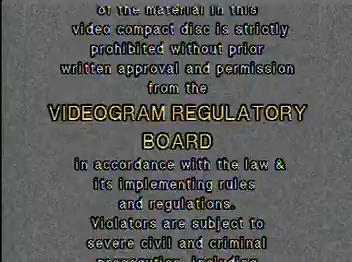 of the material in this
video compact disc is strictly
prohibited without prior
written approval and permission
from the
VIDEOGRAM REGULATORY
BOARD
in accordance with the law &
its implementing rules
and regulations.
Violators are subject to
severe civil and criminal
prosecution, including